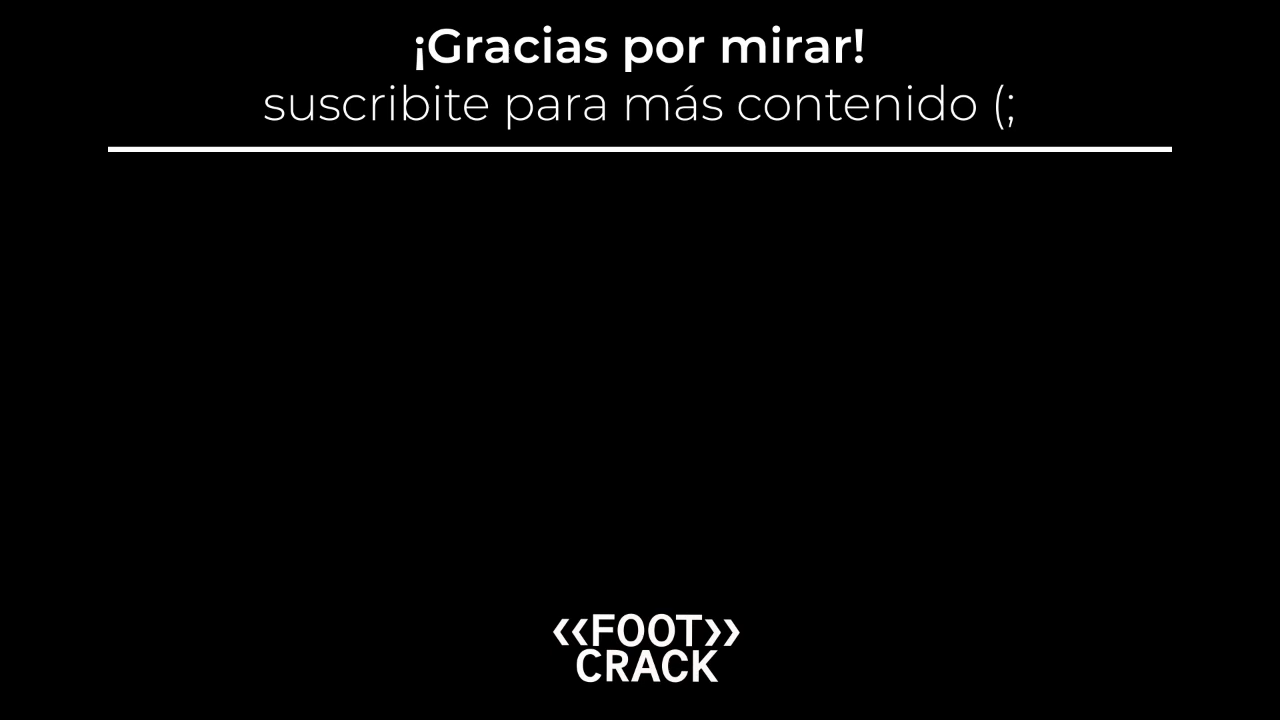 ¡Gracias por mirar!
suscribite para más contenido (;
‹‹FOOT››
CRACK